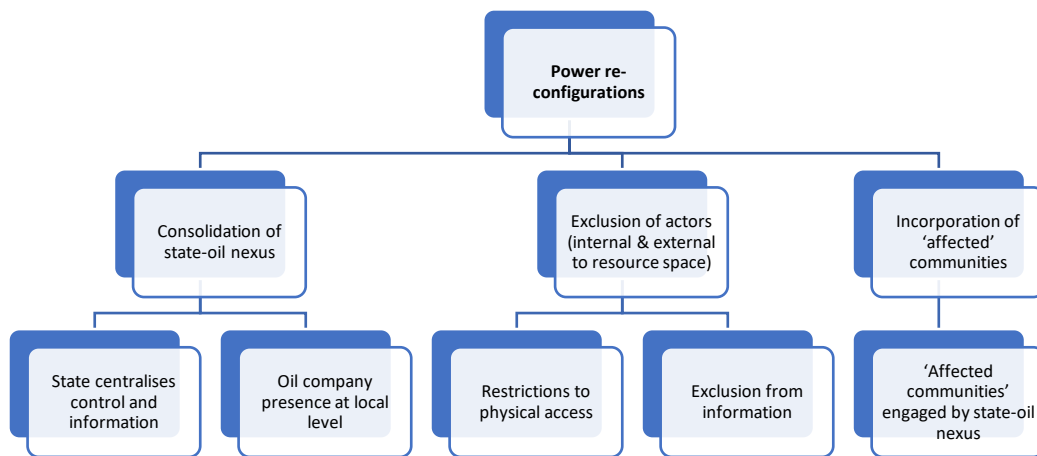 Power re-
configurations
Consolidation of
state-oil nexus
Exclusion of actors
(internal & external
to resource space)
Incorporation of
‘affected’
communities
State centralises
control and
information
Oil company
presence at local
level
Restrictions to
physical access
Exclusion from
information
‘Affected
communities’
engaged by state-oil
nexus